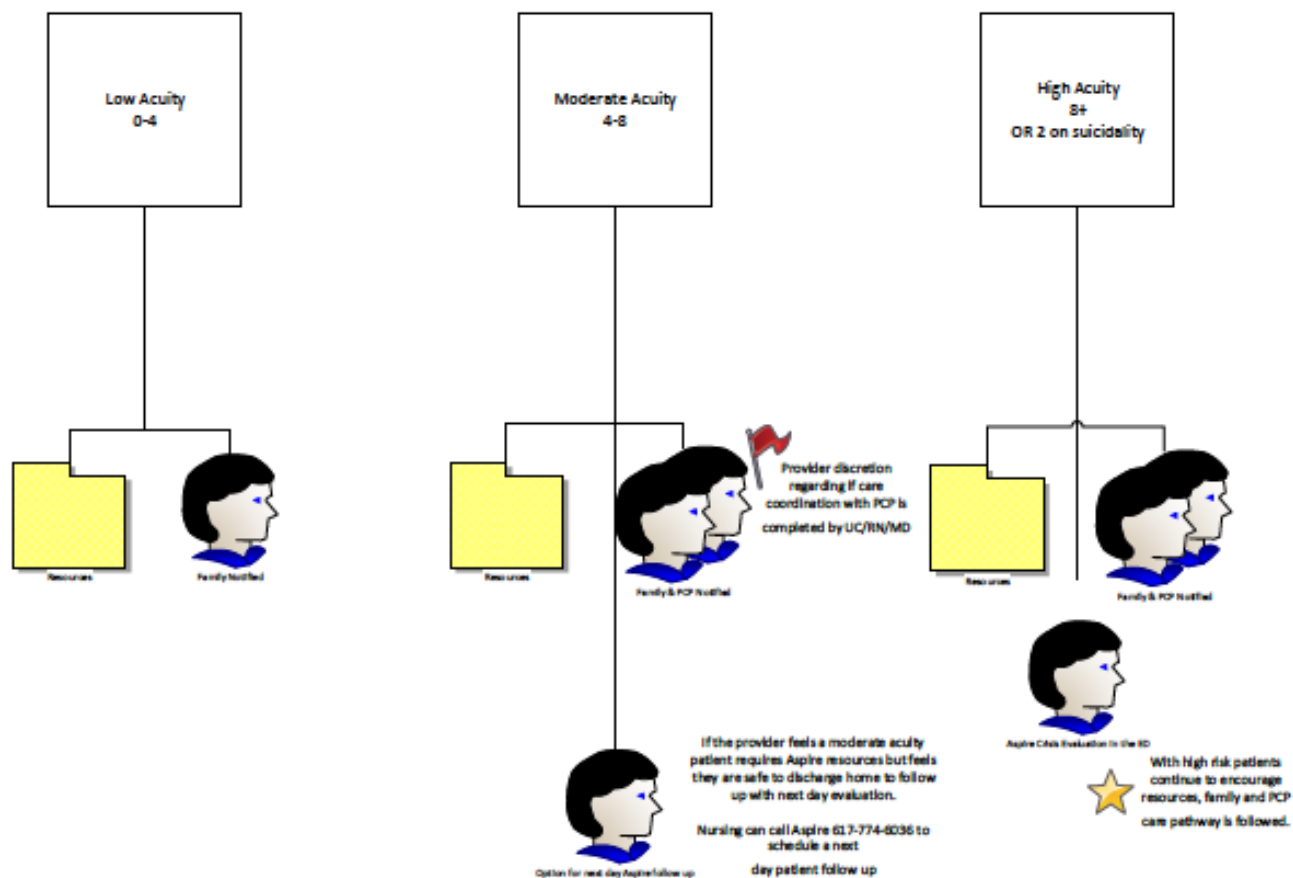 Low Acuity
0-4
Moderate Acuity
4-8
High Acuity
8+
OR 2 on suicidality
Resources
Family Notified
Resources
Family & PCP Notified
Provider discretion
regarding if care
coordination with PCP is
completed by UC/RN/MD
Resources
Family & PCP Notified
Option for next day Aspire follow up
If the provider feels a moderate acuity
patient requires Aspire resources but feels
they are safe to discharge home to follow
up with next day evaluation.
Nursing can call Aspire 617-774-6036 to
schedule a next
day patient follow up
Aspire Crisis Evaluation in the ED
With high risk patients
continue to encourage
resources, family and PCP
care pathway is followed.